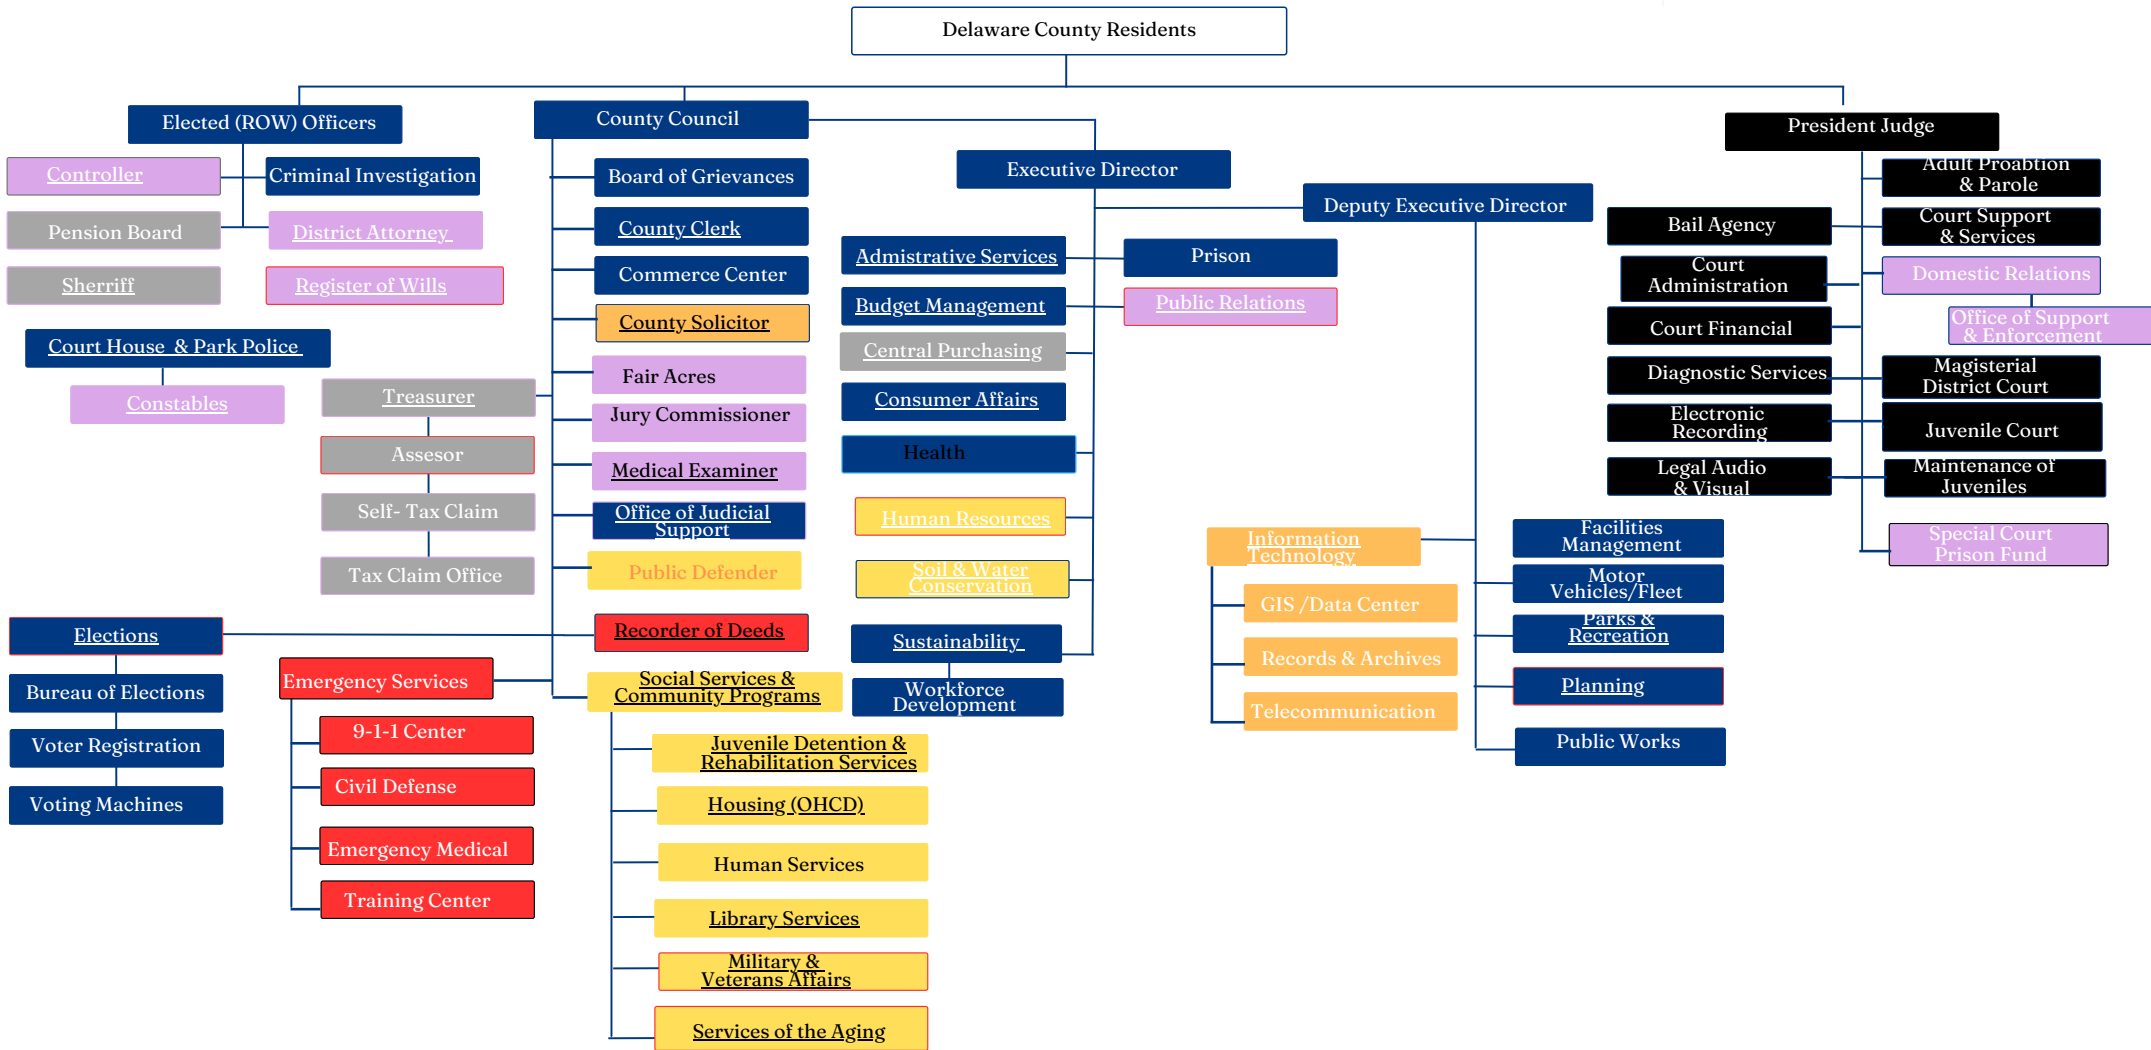 Delaware County Residents
Elected (ROW) Officers
Controller
Criminal Investigation
Pension Board
District Attorney
Sherriff
Register of Wills
Court House & Park Police
Constables
County Council
Board of Grievances
County Clerk
Commerce Center
County Solicitor
Fair Acres
Jury Commissioner
Medical Examiner
Office of Judicial
Support
Public Defender
Recorder of Deeds
Social Services &
Community Programs
Treasurer
Assesor
Self- Tax Claim
Tax Claim Office
Elections
Bureau of Elections
Voter Registration
Voting Machines
Emergency Services
9-1-1 Center
Civil Defense
Emergency Medical
Training Center
Juvenile Detention &
Rehabilitation Services
Housing (OHCD)
Human Services
Library Services
Military &
Veterans Affairs
Services of the Aging
Executive Director
Admistrative Services
Prison
Budget Management
Public Relations
Central Purchasing
Consumer Affairs
Health
Human Resources
Soil & Water
Conservation
Sustainability
Workforce
Development
Deputy Executive Director
Information
Technology
GIS /Data Center
Records & Archives
Telecommunication
Facilities
Management
Motor
Vehicles/Fleet
Parks &
Recreation
Planning
Public Works
President Judge
Adult Proabtion
& Parole
Bail Agency
Court Support
& Services
Court
Administration
Domestic Relations
Office of Support
& Enforcement
Court Financial
Diagnostic Services
Magisterial
District Court
Electronic
Recording
Juvenile Court
Legal Audio
& Visual
Maintenance of
Juveniles
Special Court
Prison Fund